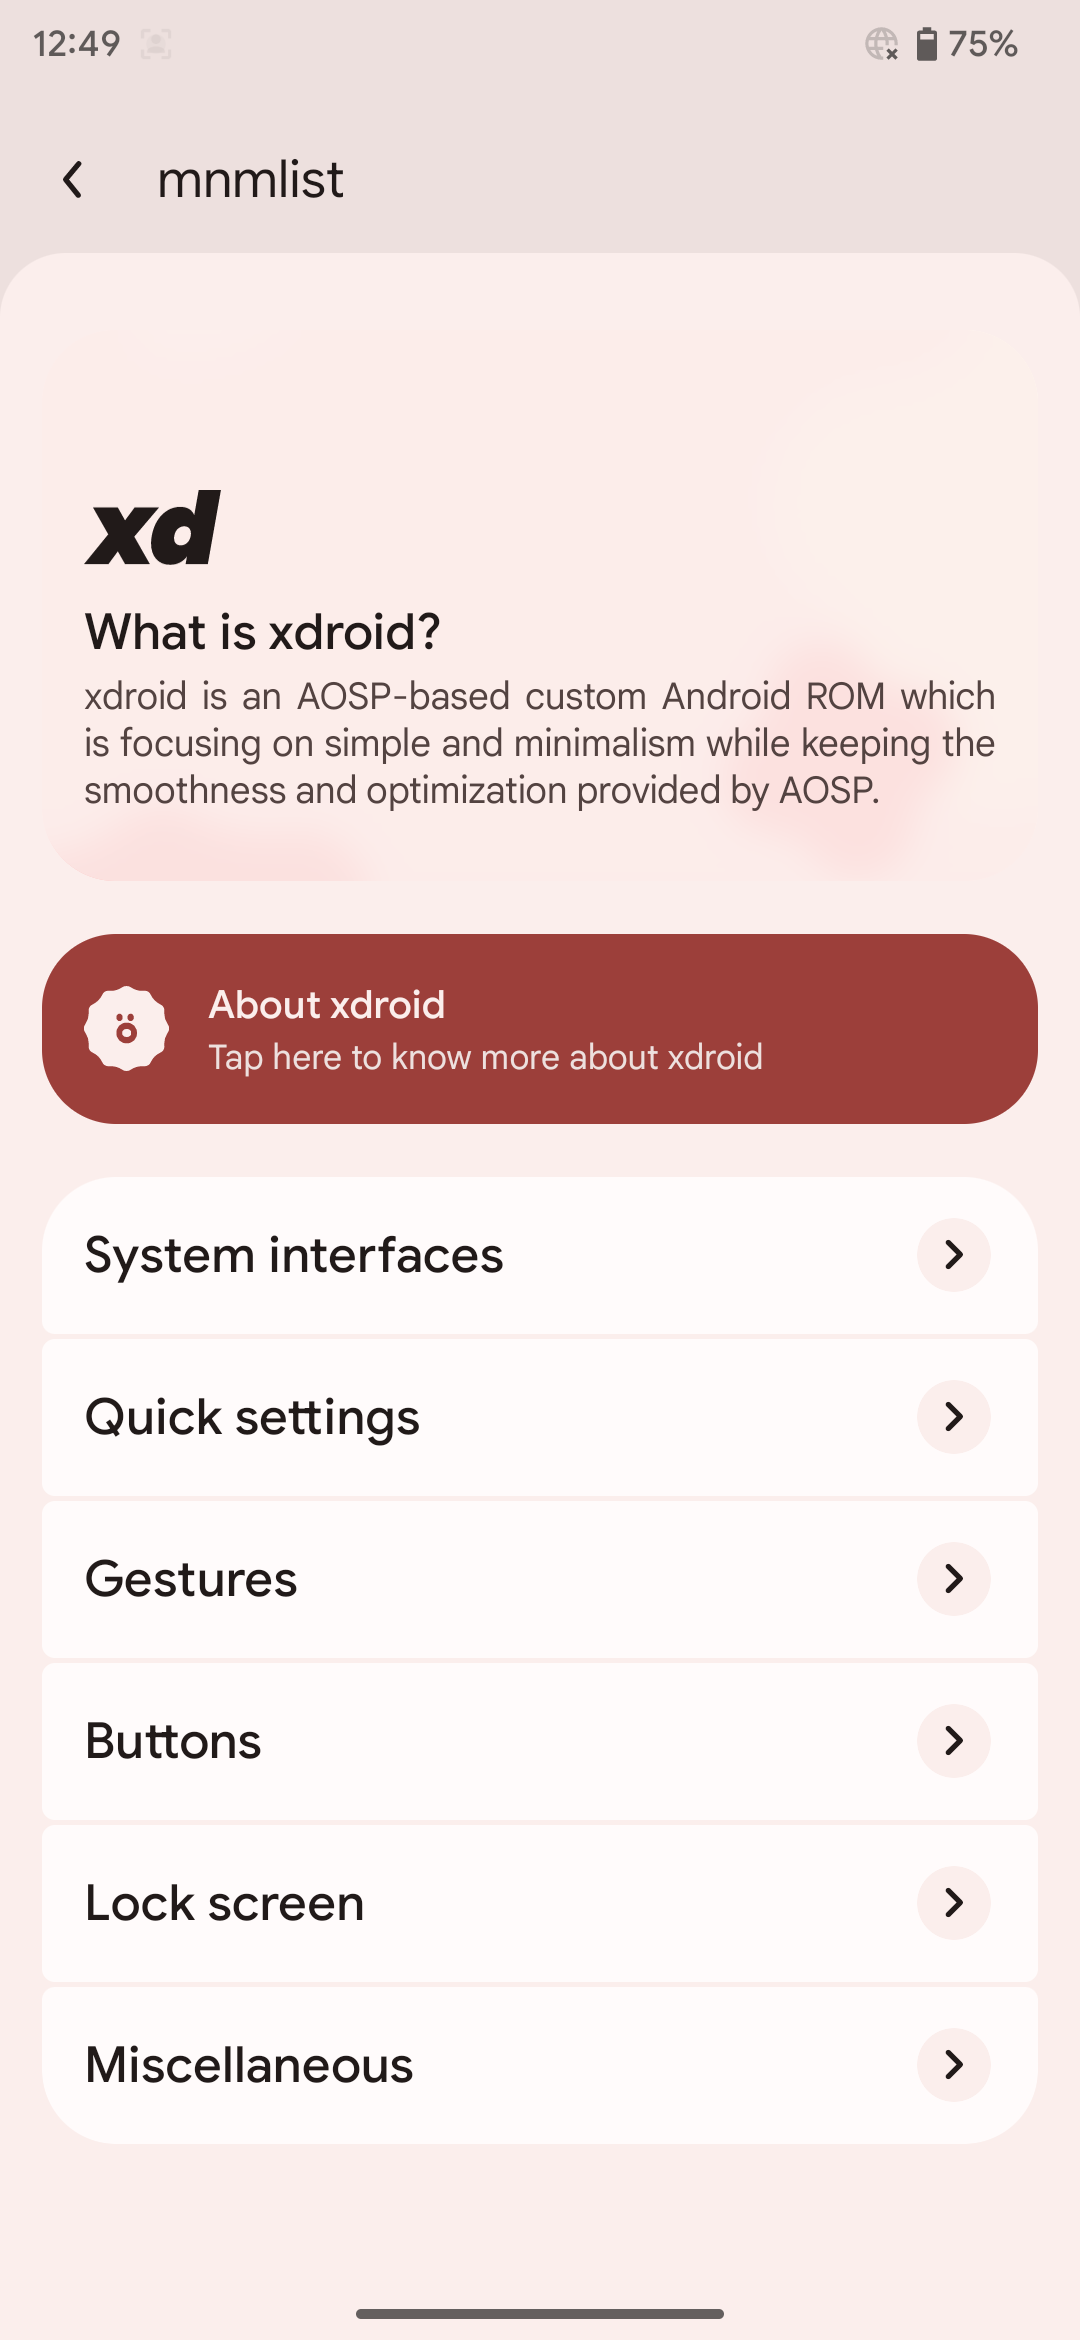 12:49
75%
mnmlist
xd
What is xdroid?
xdroid is an AOSP-based custom Android ROM which
is focusing on simple and minimalism while keeping the
smoothness and optimization provided by AOSP.
About xdroid
Tap here to know more about xdroid
System interfaces
Quick settings
Gestures
Buttons
Lock screen
Miscellaneous